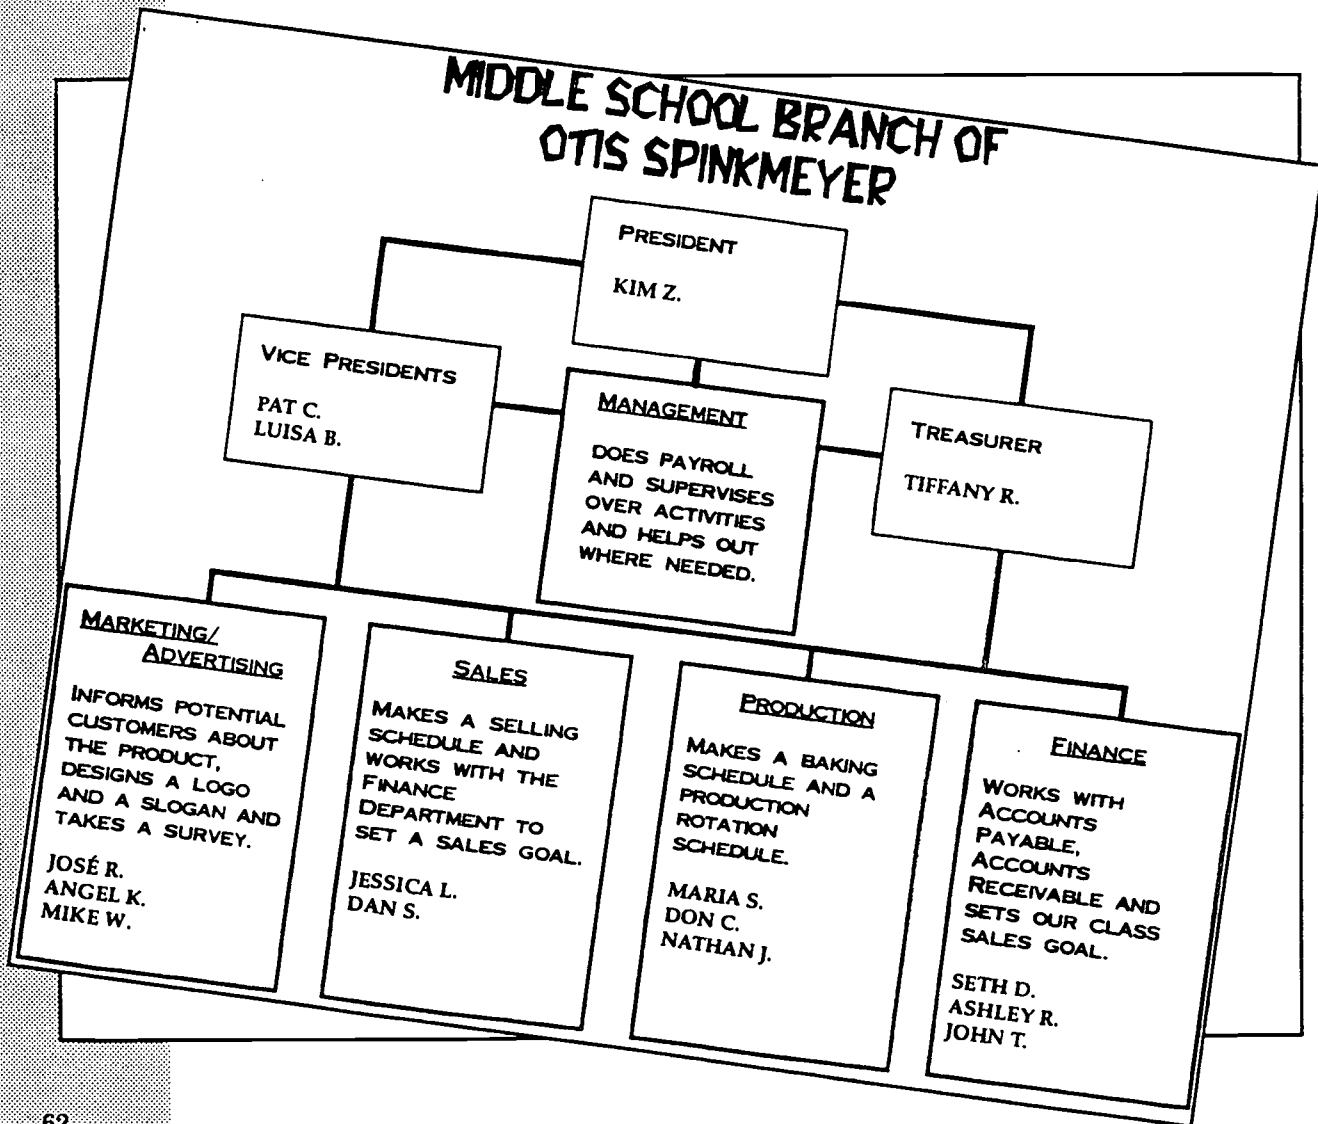 MIDDLE SCHOOL BRANCH OF
OTIS SPINKMEYER
PRESIDENT
KIM Z.
VICE PRESIDENTS
PAT C.
LUISA B.
MANAGEMENT
DOES PAYROLL
AND SUPERVISES
OVER ACTIVITIES
AND HELPS OUT
WHERE NEEDED.
TREASURER
TIFFANY R.
MARKETING/
ADVERTISING
INFORMS POTENTIAL
CUSTOMERS ABOUT
THE PRODUCT,
DESIGNS A LOGO
AND A SLOGAN AND
TAKES A SURVEY.
JOSÉ R.
ANGEL K.
MIKE W.
SALES
MAKES A SELLING
SCHEDULE AND
WORKS WITH THE
FINANCE
DEPARTMENT TO
SET A SALES GOAL.
JESSICA L.
DAN S.
PRODUCTION
MAKES A BAKING
SCHEDULE AND A
PRODUCTION
ROTATION
SCHEDULE.
MARIA S.
DON C.
NATHAN J.
FINANCE
WORKS WITH
ACCOUNTS
PAYABLE,
ACCOUNTS
RECEIVABLE AND
SETS OUR CLASS
SALES GOAL.
SETH D.
ASHLEY R.
JOHN T.
62